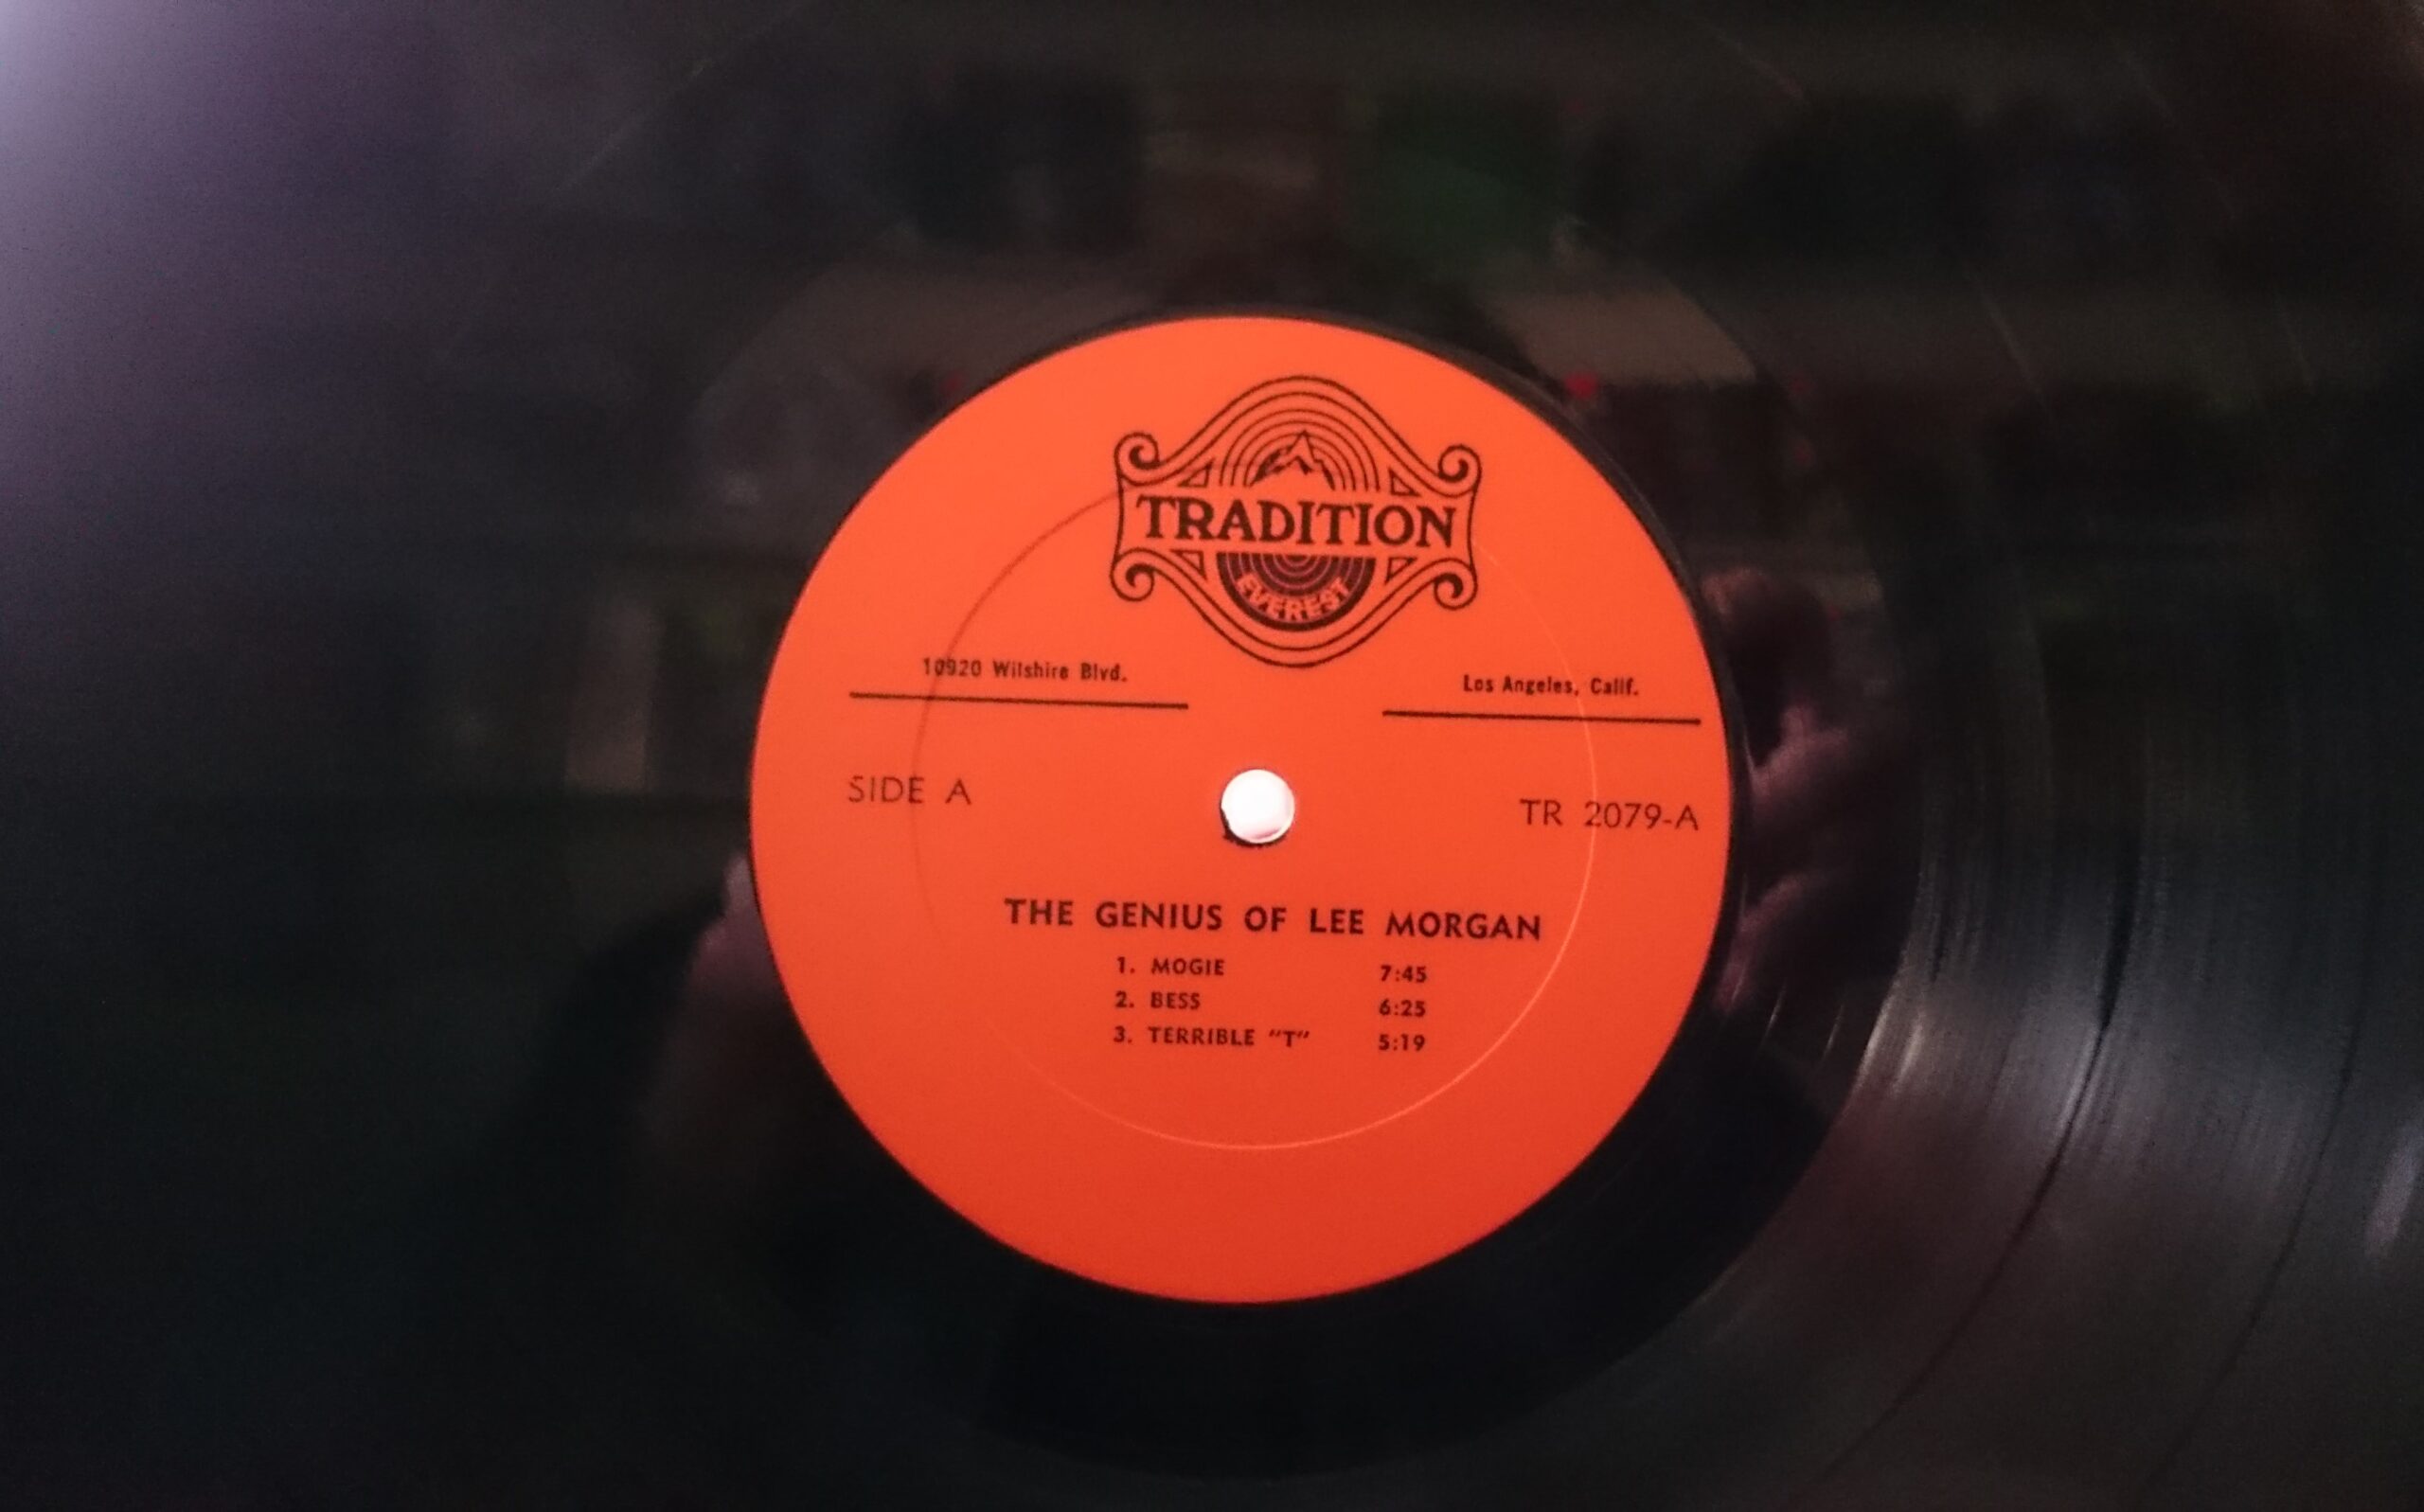 TRADITION
EVEREST
10920 Wilshire Blvd.
Los Angeles, Calif.
SIDE A
TR 2079-A
THE GENIUS OF LEE MORGAN
1. MOGIE 7:45
2. BESS 6:25
3. TERRIBLE "T" 5:19